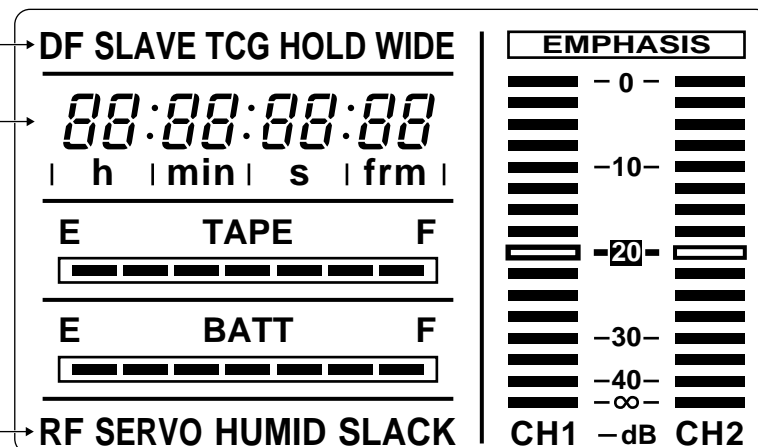 DF SLAVE TCG HOLD WIDE
88:88:88:88
h min s frm
E TAPE F
E BATT F
RF SERVO HUMID SLACK
EMPHASIS
0
-10-
-20-
-30-
-40-
-∞-
CH1 -dB CH2